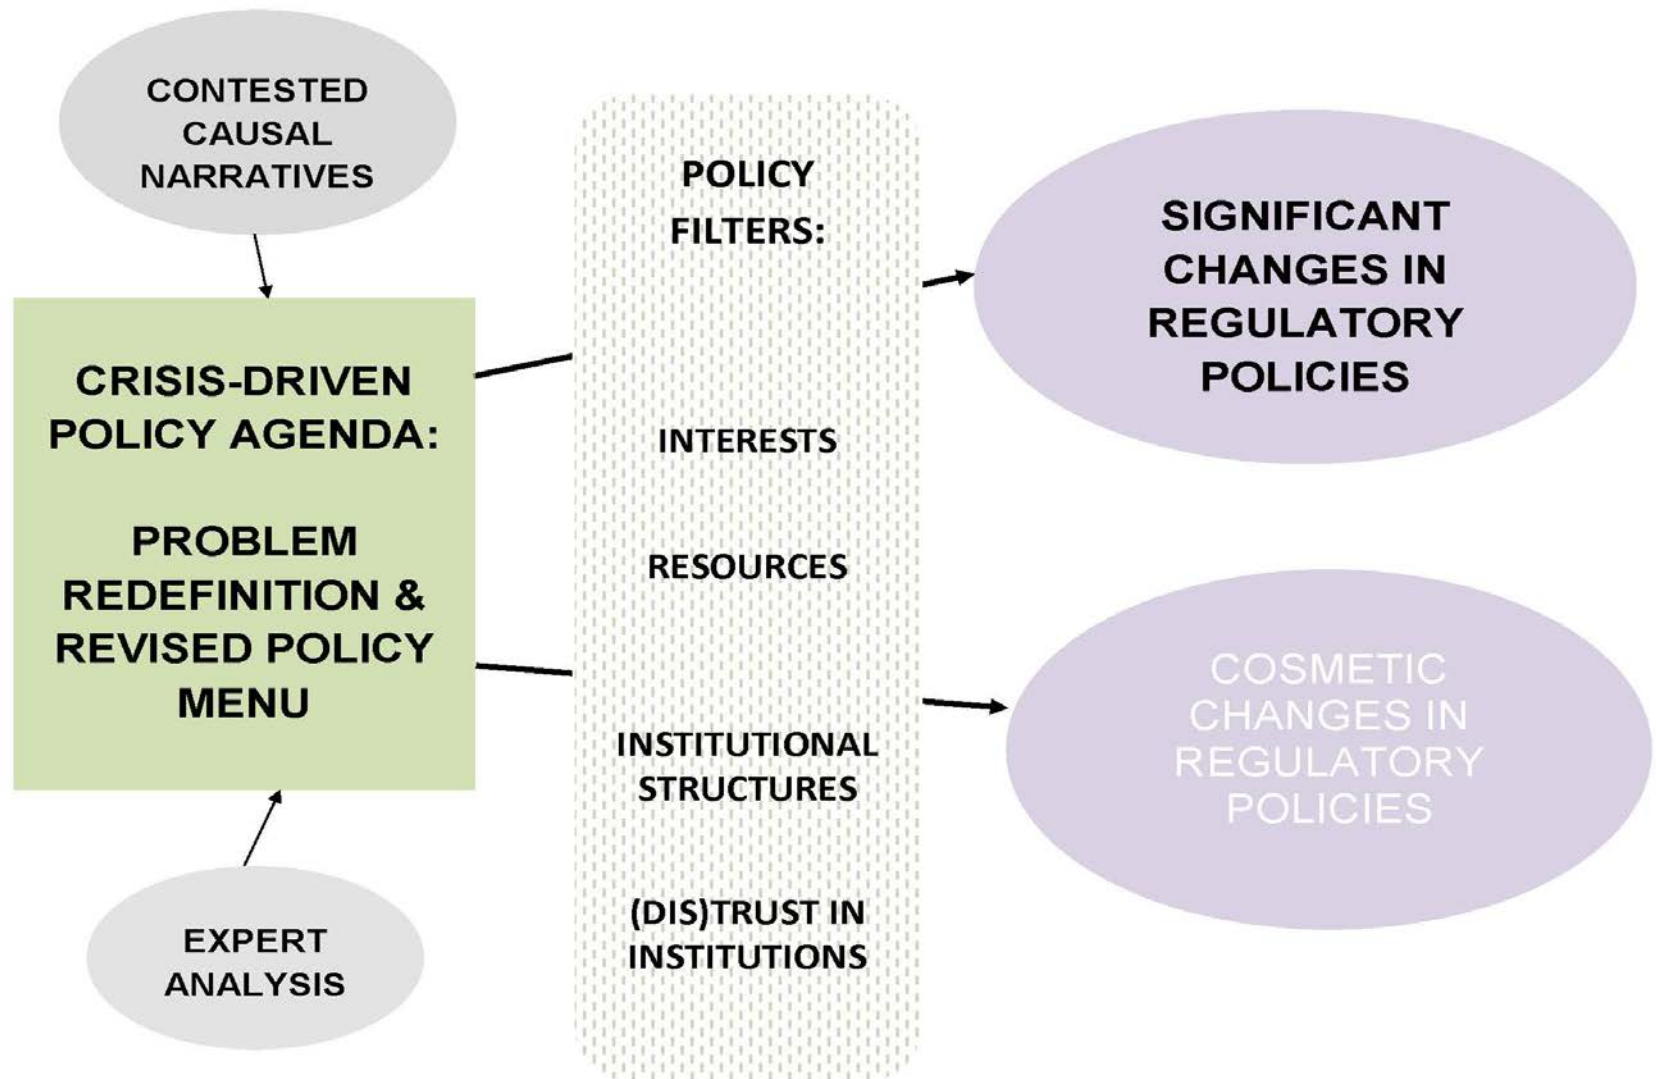 CONTESTED
CAUSAL
NARRATIVES
CRISIS-DRIVEN
POLICY AGENDA:
PROBLEM
REDEFINITION &
REVISED POLICY
MENU
EXPERT
ANALYSIS
POLICY
FILTERS:
INTERESTS
RESOURCES
INSTITUTIONAL
STRUCTURES
(DIS)TRUST IN
INSTITUTIONS
SIGNIFICANT
CHANGES IN
REGULATORY
POLICIES
COSMETIC
CHANGES IN
REGULATORY
POLICIES